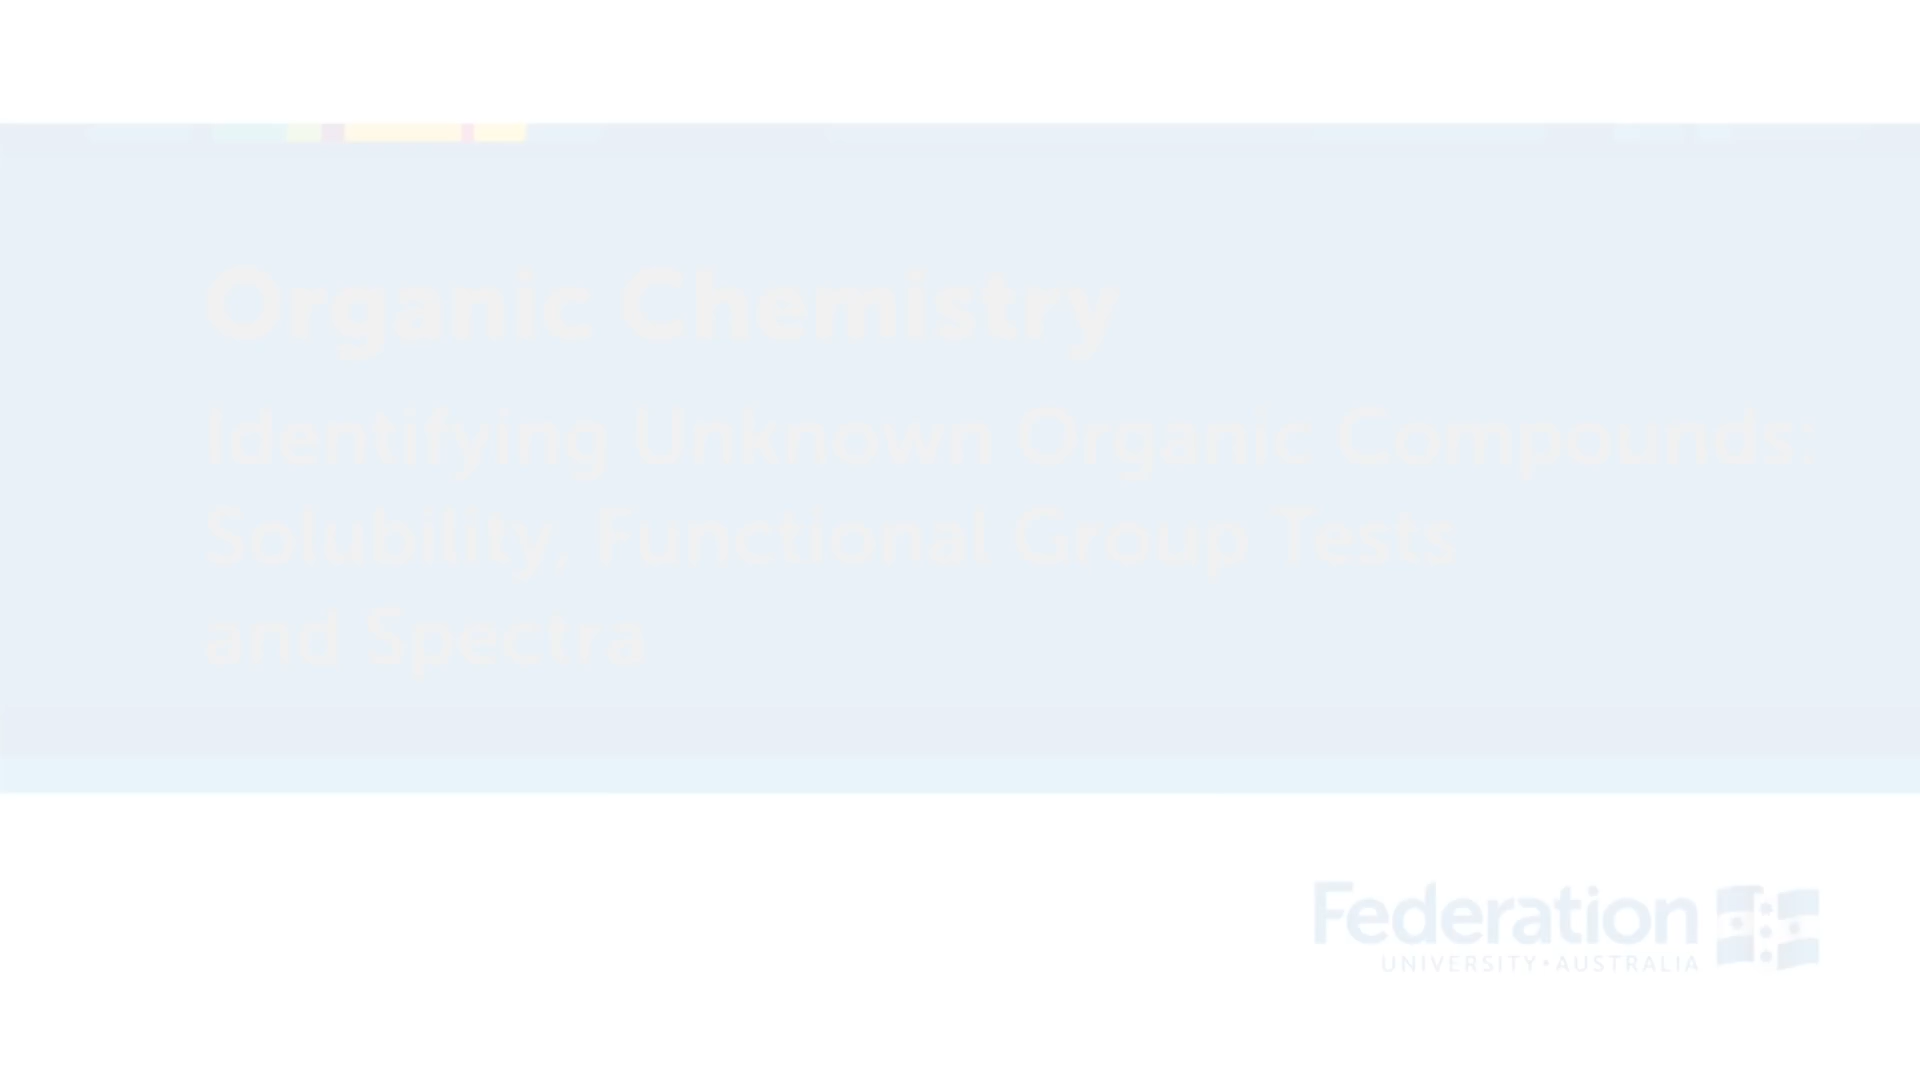 Organic Chemistry
Identifying Unknown Organic Compounds:
Solubility, Functional Group Tests
and Spectra
Federation
UNIVERSITY • AUSTRALIA